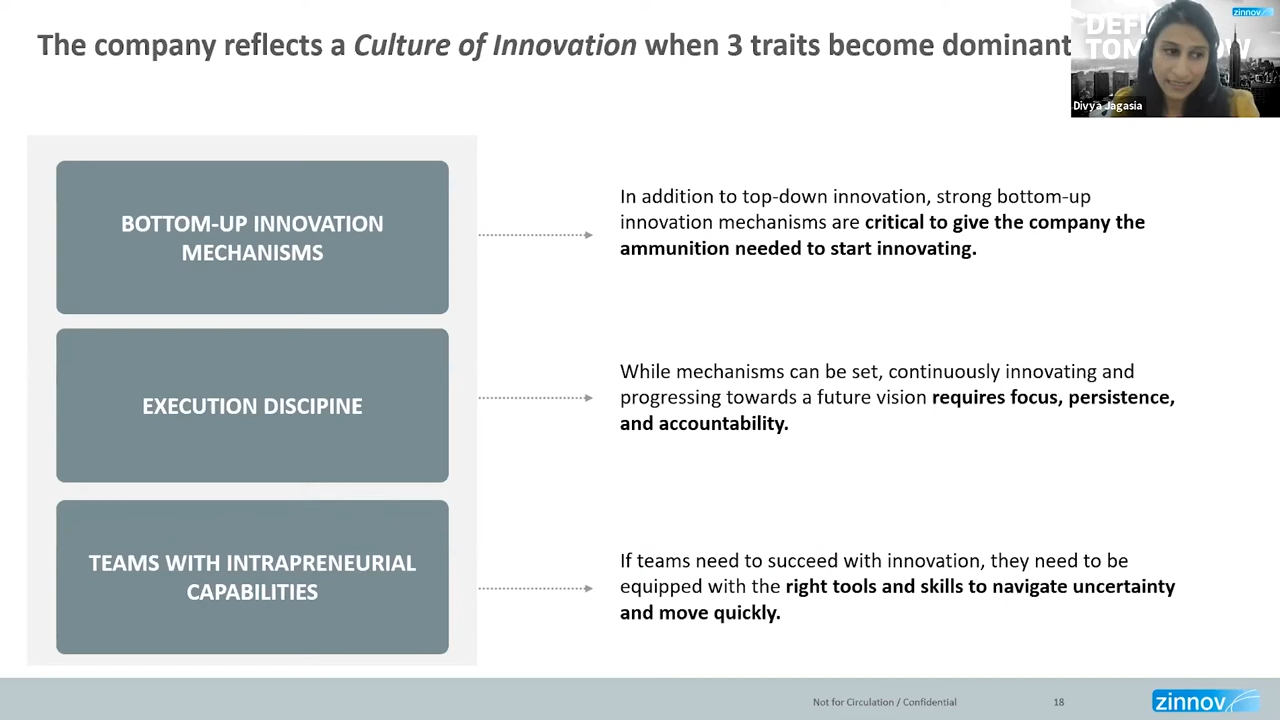 The company reflects a Culture of Innovation when 3 traits become dominant
zinnov
Divya Jagasia
BOTTOM-UP INNOVATION
MECHANISMS
In addition to top-down innovation, strong bottom-up
innovation mechanisms are critical to give the company the
ammunition needed to start innovating.
EXECUTION DISCIPINE
While mechanisms can be set, continuously innovating and
progressing towards a future vision requires focus, persistence,
and accountability.
TEAMS WITH INTRAPRENEURIAL
CAPABILITIES
If teams need to succeed with innovation, they need to be
equipped with the right tools and skills to navigate uncertainty
and move quickly.
Not for Circulation / Confidential
18
zinnov